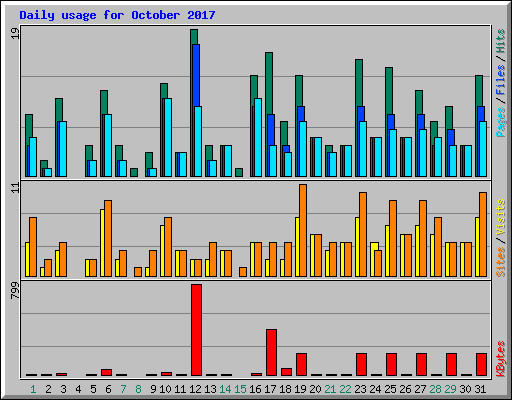 Daily usage for October 2017
19
11
799
Pages / Files / Hits
Sites / Visits
KBytes
1 2 3 4 5 6 7 8 9 10 11 12 13 14 15 16 17 18 19 20 21 22 23 24 25 26 27 28 29 30 31